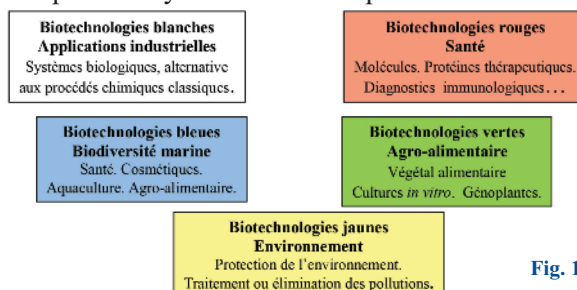 Biotechnologies blanches
Applications industrielles
Systèmes biologiques, alternative
aux procédés chimiques classiques.
Biotechnologies rouges
Santé
Molécules. Protéines thérapeutiques.
Diagnostics immunologiques...
Biotechnologies bleues
Biodiversité marine
Santé. Cosmétiques.
Aquaculture. Agro-alimentaire.
Biotechnologies vertes
Agro-alimentaire
Végétal alimentaire
Cultures in vitro. Génoplantes.
Biotechnologies jaunes
Environnement
Protection de l'environnement.
Traitement ou élimination des pollutions.
Fig. 1